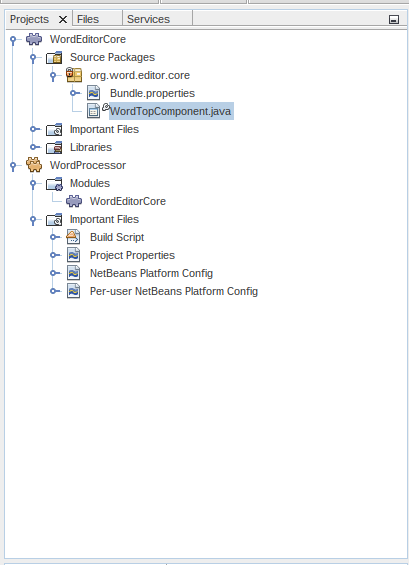 Projects Files Services
WordEditorCore
Source Packages
org.word.editor.core
Bundle.properties
WordTopComponent.java
Important Files
Libraries
WordProcessor
Modules
WordEditorCore
Important Files
Build Script
Project Properties
NetBeans Platform Config
Per-user NetBeans Platform Config